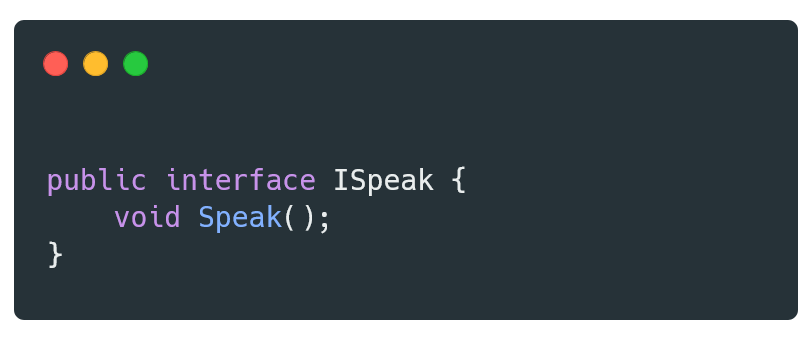 public interface ISpeak {
    void Speak();
}